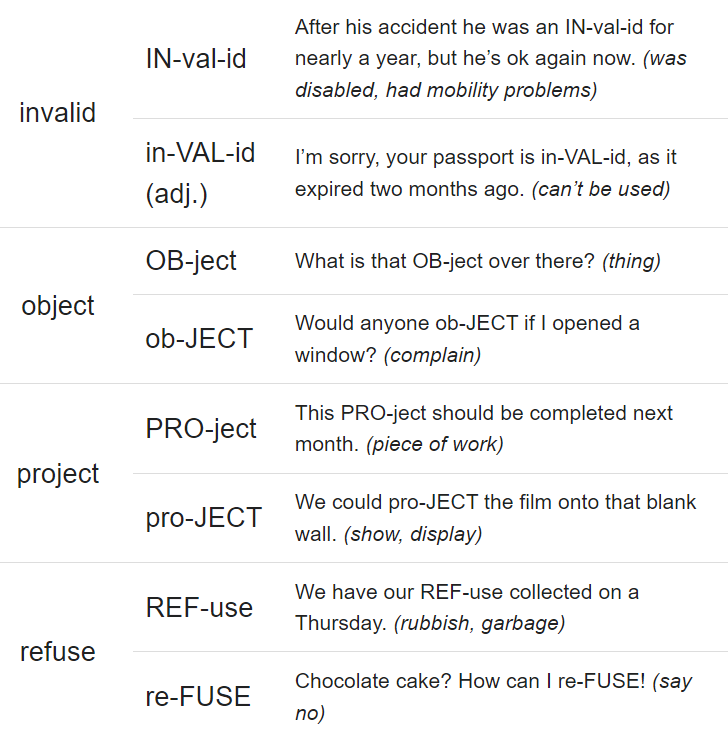 invalid
IN-val-id
After his accident he was an IN-val-id for
nearly a year, but he’s ok again now. (was
disabled, had mobility problems)
in-VAL-id
(adj.)
I’m sorry, your passport is in-VAL-id, as it
expired two months ago. (can’t be used)
object
OB-ject
What is that OB-ject over there? (thing)
ob-JECT
Would anyone ob-JECT if I opened a
window? (complain)
project
PRO-ject
This PRO-ject should be completed next
month. (piece of work)
pro-JECT
We could pro-JECT the film onto that blank
wall. (show, display)
refuse
REF-use
We have our REF-use collected on a
Thursday. (rubbish, garbage)
re-FUSE
Chocolate cake? How can I re-FUSE! (say
no)